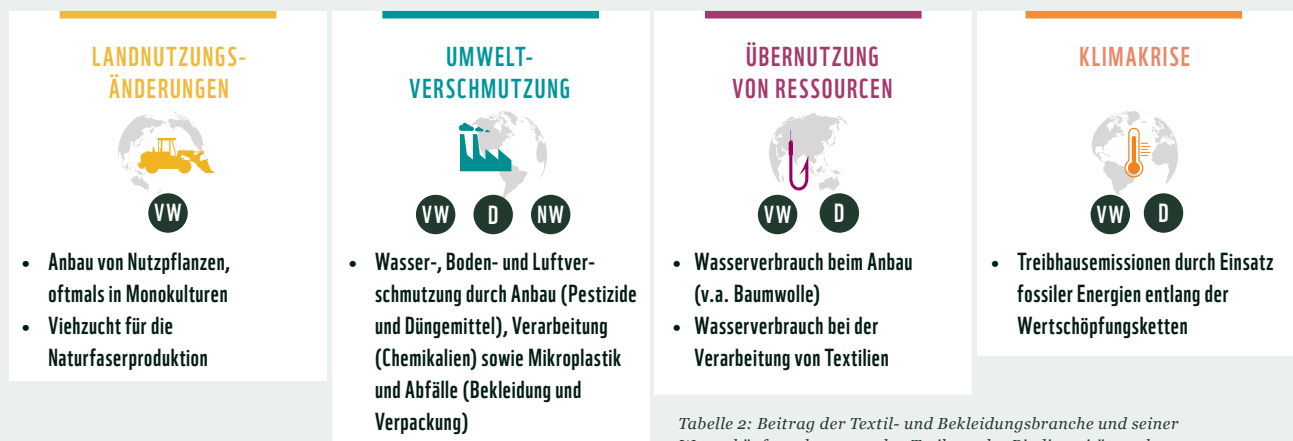 LANDNUTZUNGS-
ÄNDERUNGEN
VW
• Anbau von Nutzpflanzen,
oftmals in Monokulturen
• Viehzucht für die
Naturfaserproduktion
UMWELT-
VERSCHMUTZUNG
VW D NW
• Wasser-, Boden- und Luftver-
schmutzung durch Anbau (Pestizide
und Düngemittel), Verarbeitung
(Chemikalien) sowie Mikroplastik
und Abfälle (Bekleidung und
Verpackung)
ÜBERNUTZUNG
VON RESSOURCEN
VW D
• Wasserverbrauch beim Anbau
(v.a. Baumwolle)
• Wasserverbrauch bei der
Verarbeitung von Textilien
KLIMAKRISE
VW D
• Treibhausemissionen durch Einsatz
fossiler Energien entlang der
Wertschöpfungsketten
Tabelle 2: Beitrag der Textil- und Bekleidungsbranche und seiner